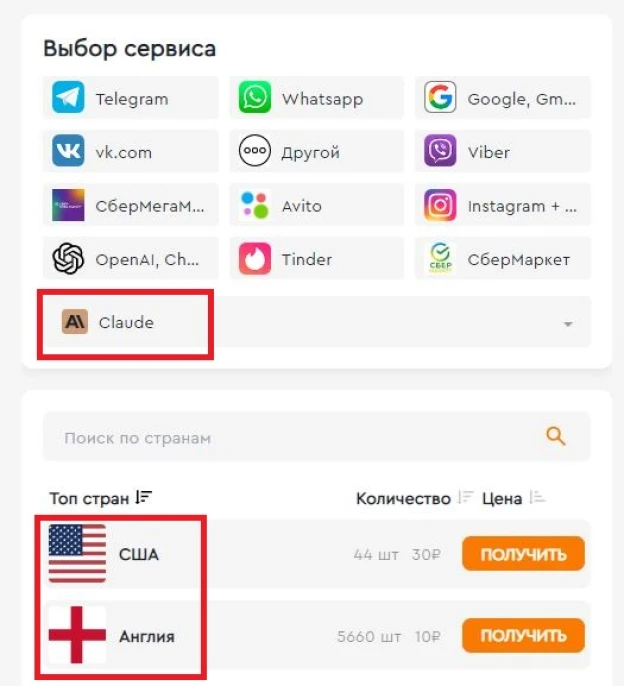 Выбор сервиса
Telegram
Whatsapp
Google, Gm...
vk.com
Другой
Viber
СберМегаМ...
Avito
Instagram + ...
OpenAI, Ch...
Tinder
СБЕР
СберМаркет
Claude
Поиск по странам
Топ стран
Количество
Цена
США
44 шт 30₽
ПОЛУЧИТЬ
Англия
5660 шт 10₽
ПОЛУЧИТЬ